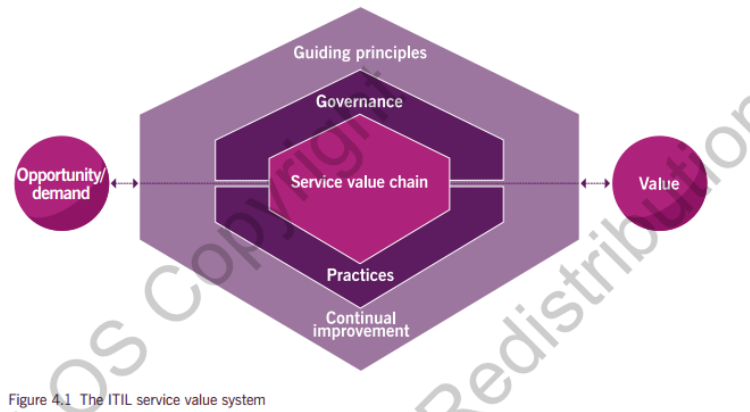 Guiding principles
Governance
Opportunity/
demand
Service value chain
Value
Practices
Continual
improvement
OS Copyright
Redistribution
Figure 4.1 The ITIL service value system